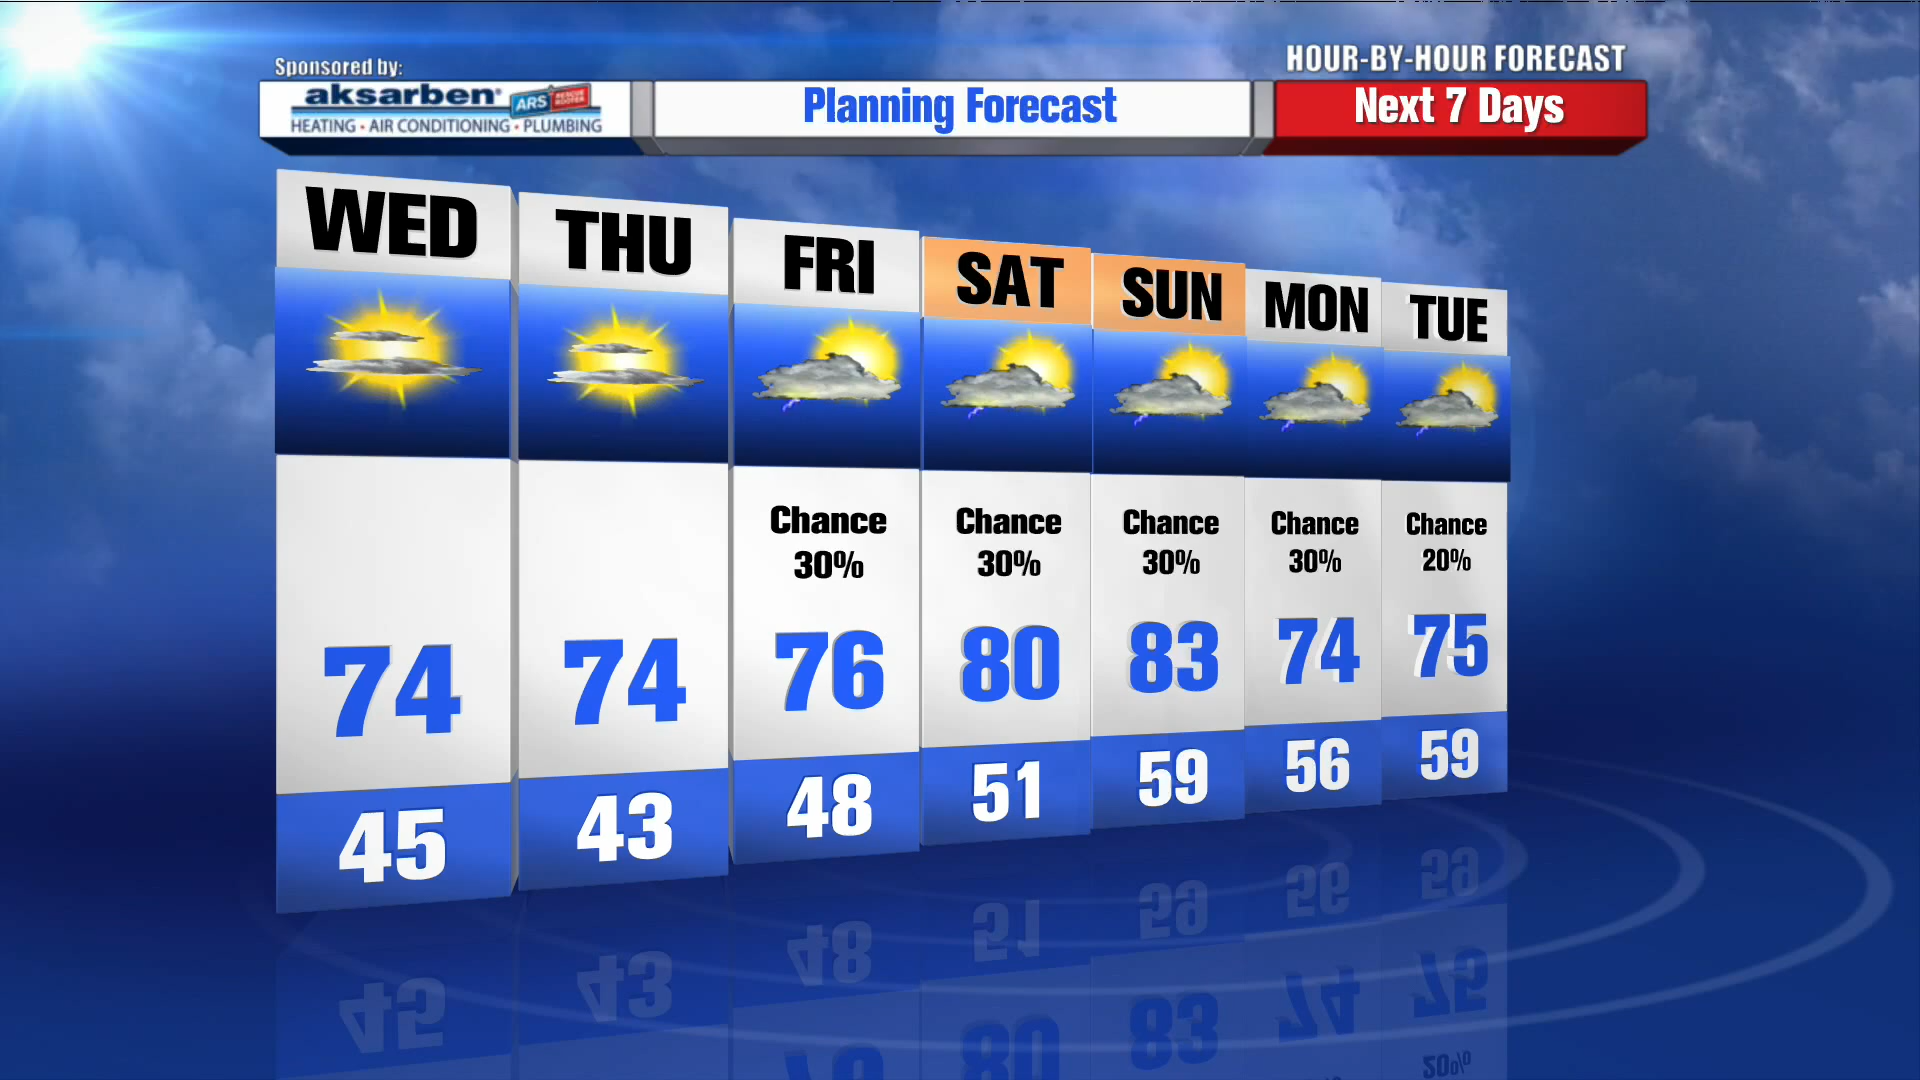 Sponsored by:
aksarben®
ARS RESCUE ROOTER
HEATING • AIR CONDITIONING • PLUMBING
Planning Forecast
HOUR-BY-HOUR FORECAST
Next 7 Days
WED THU FRI SAT SUN MON TUE
Chance Chance Chance Chance Chance
30% 30% 30% 30% 20%
74 74 76 80 83 74 75
45 43 48 51 59 56 59